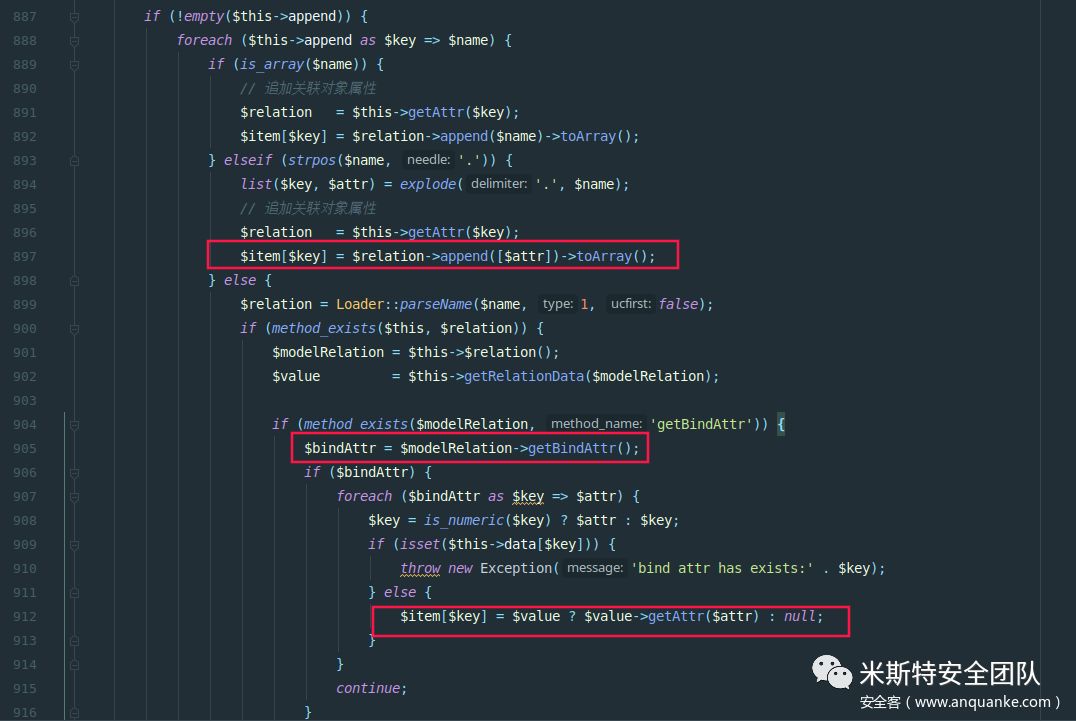 887 if (!empty($this->append)) {
888 foreach ($this->append as $key => $name) {
889 if (is_array($name)) {
890 // 追加关联对象属性
891 $relation   = $this->getAttr($key);
892 $item[$key] = $relation->append($name)->toArray();
893 } elseif (strpos($name, needle: '.')) {
894 list($key, $attr) = explode( delimiter: '.', $name);
895 // 追加关联对象属性
896 $relation   = $this->getAttr($key);
897 $item[$key] = $relation->append([$attr])->toArray();
898 } else {
899 $relation = Loader::parseName($name, type: 1, ucfirst: false);
900 if (method_exists($this, $relation)) {
901 $modelRelation = $this->$relation();
902 $value         = $this->getRelationData($modelRelation);
903
904 if (method_exists($modelRelation, method_name: 'getBindAttr')) {
905 $bindAttr = $modelRelation->getBindAttr();
906 if ($bindAttr) {
907 foreach ($bindAttr as $key => $attr) {
908 $key = is_numeric($key) ? $attr : $key;
909 if (isset($this->data[$key])) {
910 throw new Exception( message: 'bind attr has exists:' . $key);
911 } else {
912 $item[$key] = $value ? $value->getAttr($attr) : null;
913 }
914 }
915 continue;
916 }
米斯特安全团队
安全客（www.anquanke.com）